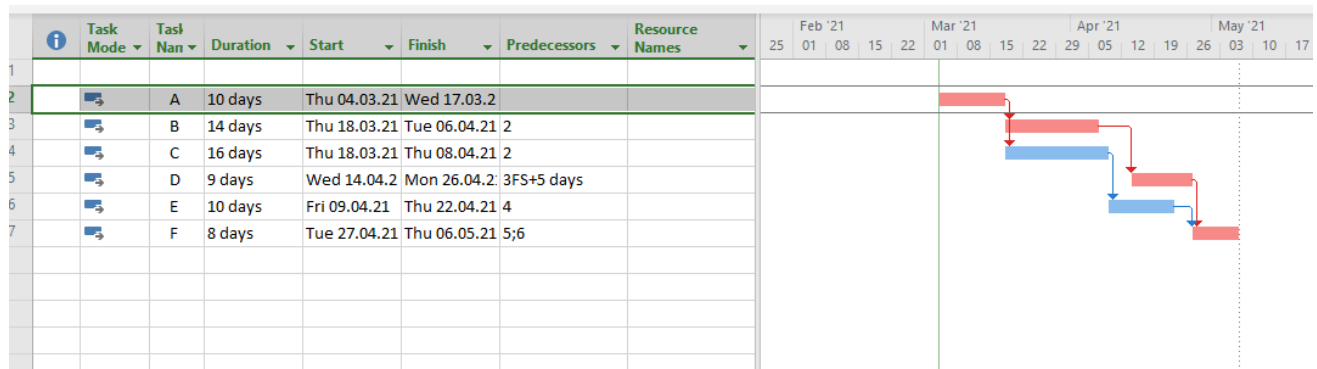 Task Mode Task Nan Duration Start Finish Predecessors Resource Names
Feb '21 Mar '21 Apr '21 May '21
25 01 08 15 22 01 08 15 22 29 05 12 19 26 03 10 17
1
2 A 10 days Thu 04.03.21 Wed 17.03.2
3 B 14 days Thu 18.03.21 Tue 06.04.21 2
4 C 16 days Thu 18.03.21 Thu 08.04.21 2
5 D 9 days Wed 14.04.2 Mon 26.04.2 3FS+5 days
6 E 10 days Fri 09.04.21 Thu 22.04.21 4
7 F 8 days Tue 27.04.21 Thu 06.05.21 5;6